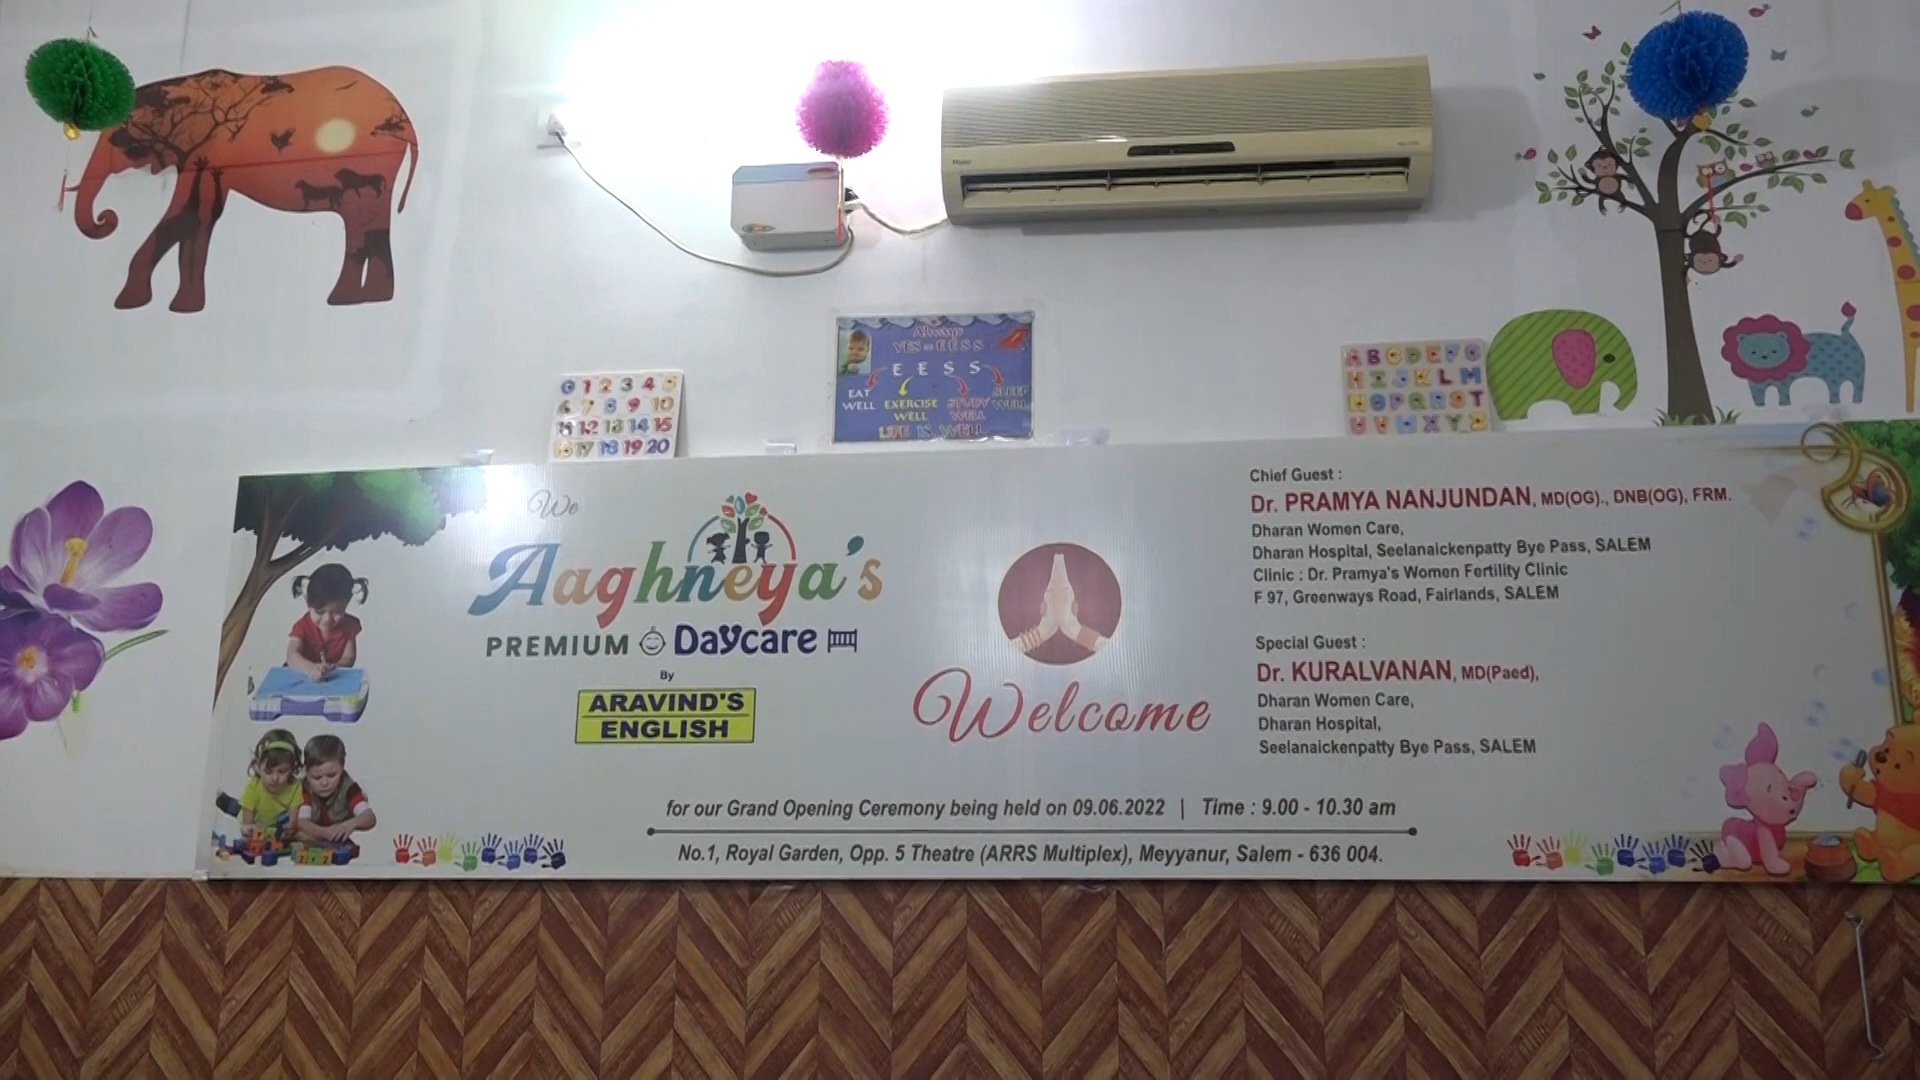 Haier
Always
YES = E E S S
E E S S
EAT WELL
EXERCISE WELL
STUDY WELL
SLEEP WELL
LIFE IS WELL
0 1 2 3 4 5
6 7 8 9 10
11 12 13 14 15
16 17 18 19 20
A B C D E F G
H I J K L M
N O P Q R S T
U V W X Y Z
We
Aaghneya's
PREMIUM Daycare
By
ARAVIND'S
ENGLISH
Welcome
Chief Guest :
Dr. PRAMYA NANJUNDAN, MD(OG)., DNB(OG), FRM.
Dharan Women Care,
Dharan Hospital, Seelanaickenpatty Bye Pass, SALEM
Clinic : Dr. Pramya's Women Fertility Clinic
F 97, Greenways Road, Fairlands, SALEM
Special Guest :
Dr. KURALVANAN, MD(Paed),
Dharan Women Care,
Dharan Hospital,
Seelanaickenpatty Bye Pass, SALEM
for our Grand Opening Ceremony being held on 09.06.2022 | Time : 9.00 - 10.30 am
No.1, Royal Garden, Opp. 5 Theatre (ARRS Multiplex), Meyyanur, Salem - 636 004.